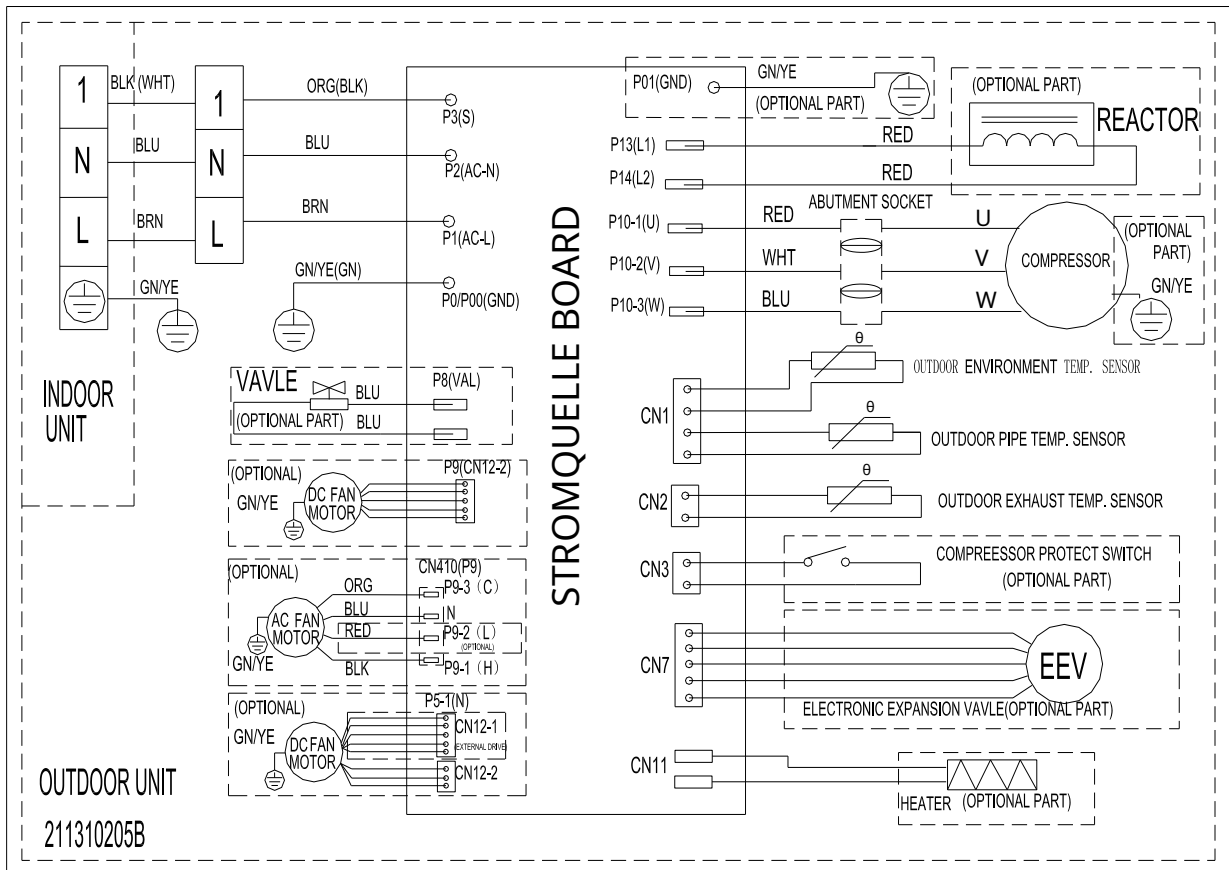 1
N
L
BLK (WHT)
BLU
BRN
GN/YE
1
N
L
ORG(BLK)
BLU
BRN
GN/YE(GN)
P3(S)
P2(AC-N)
P1(AC-L)
P0/P00(GND)
INDOOR
UNIT
VAVLE
BLU
(OPTIONAL PART)
BLU
P8(VAL)
(OPTIONAL)
GN/YE
DC FAN
MOTOR
P9(CN12-2)
(OPTIONAL)
AC FAN
MOTOR
GN/YE
ORG
BLU
RED
BLK
CN410(P9)
P9-3 (C)
N
P9-2 (L)
(OPTIONAL)
P9-1 (H)
(OPTIONAL)
GN/YE
DC FAN
MOTOR
P5-1(N)
CN12-1
(EXTERNAL DRIVE)
CN12-2
OUTDOOR UNIT
211310205B
STROMQUELLE BOARD
P01(GND)
GN/YE
(OPTIONAL PART)
P13(L1)
RED
P14(L2)
RED
(OPTIONAL PART)
REACTOR
P10-1(U)
RED
ABUTMENT SOCKET
U
P10-2(V)
WHT
V
P10-3(W)
BLU
W
COMPRESSOR
(OPTIONAL
PART)
GN/YE
CN1
θ
OUTDOOR ENVIRONMENT TEMP. SENSOR
θ
OUTDOOR PIPE TEMP. SENSOR
CN2
θ
OUTDOOR EXHAUST TEMP. SENSOR
CN3
COMPREESSOR PROTECT SWITCH
(OPTIONAL PART)
CN7
EEV
ELECTRONIC EXPANSION VAVLE(OPTIONAL PART)
CN11
HEATER (OPTIONAL PART)